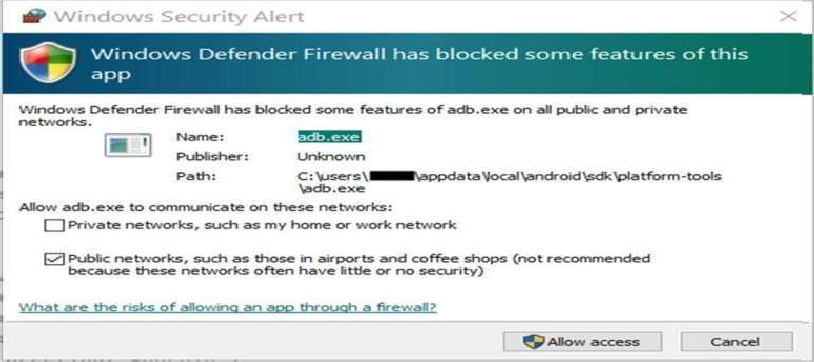 Windows Security Alert
Windows Defender Firewall has blocked some features of this
app
Windows Defender Firewall has blocked some features of adb.exe on all public and private
networks.
Name: adb.exe
Publisher: Unknown
Path: C:\users\ \appdata\local\android\sdk\platform-tools
\adb.exe
Allow adb.exe to communicate on these networks:
Private networks, such as my home or work network
Public networks, such as those in airports and coffee shops (not recommended
because these networks often have little or no security)
What are the risks of allowing an app through a firewall?
Allow access Cancel